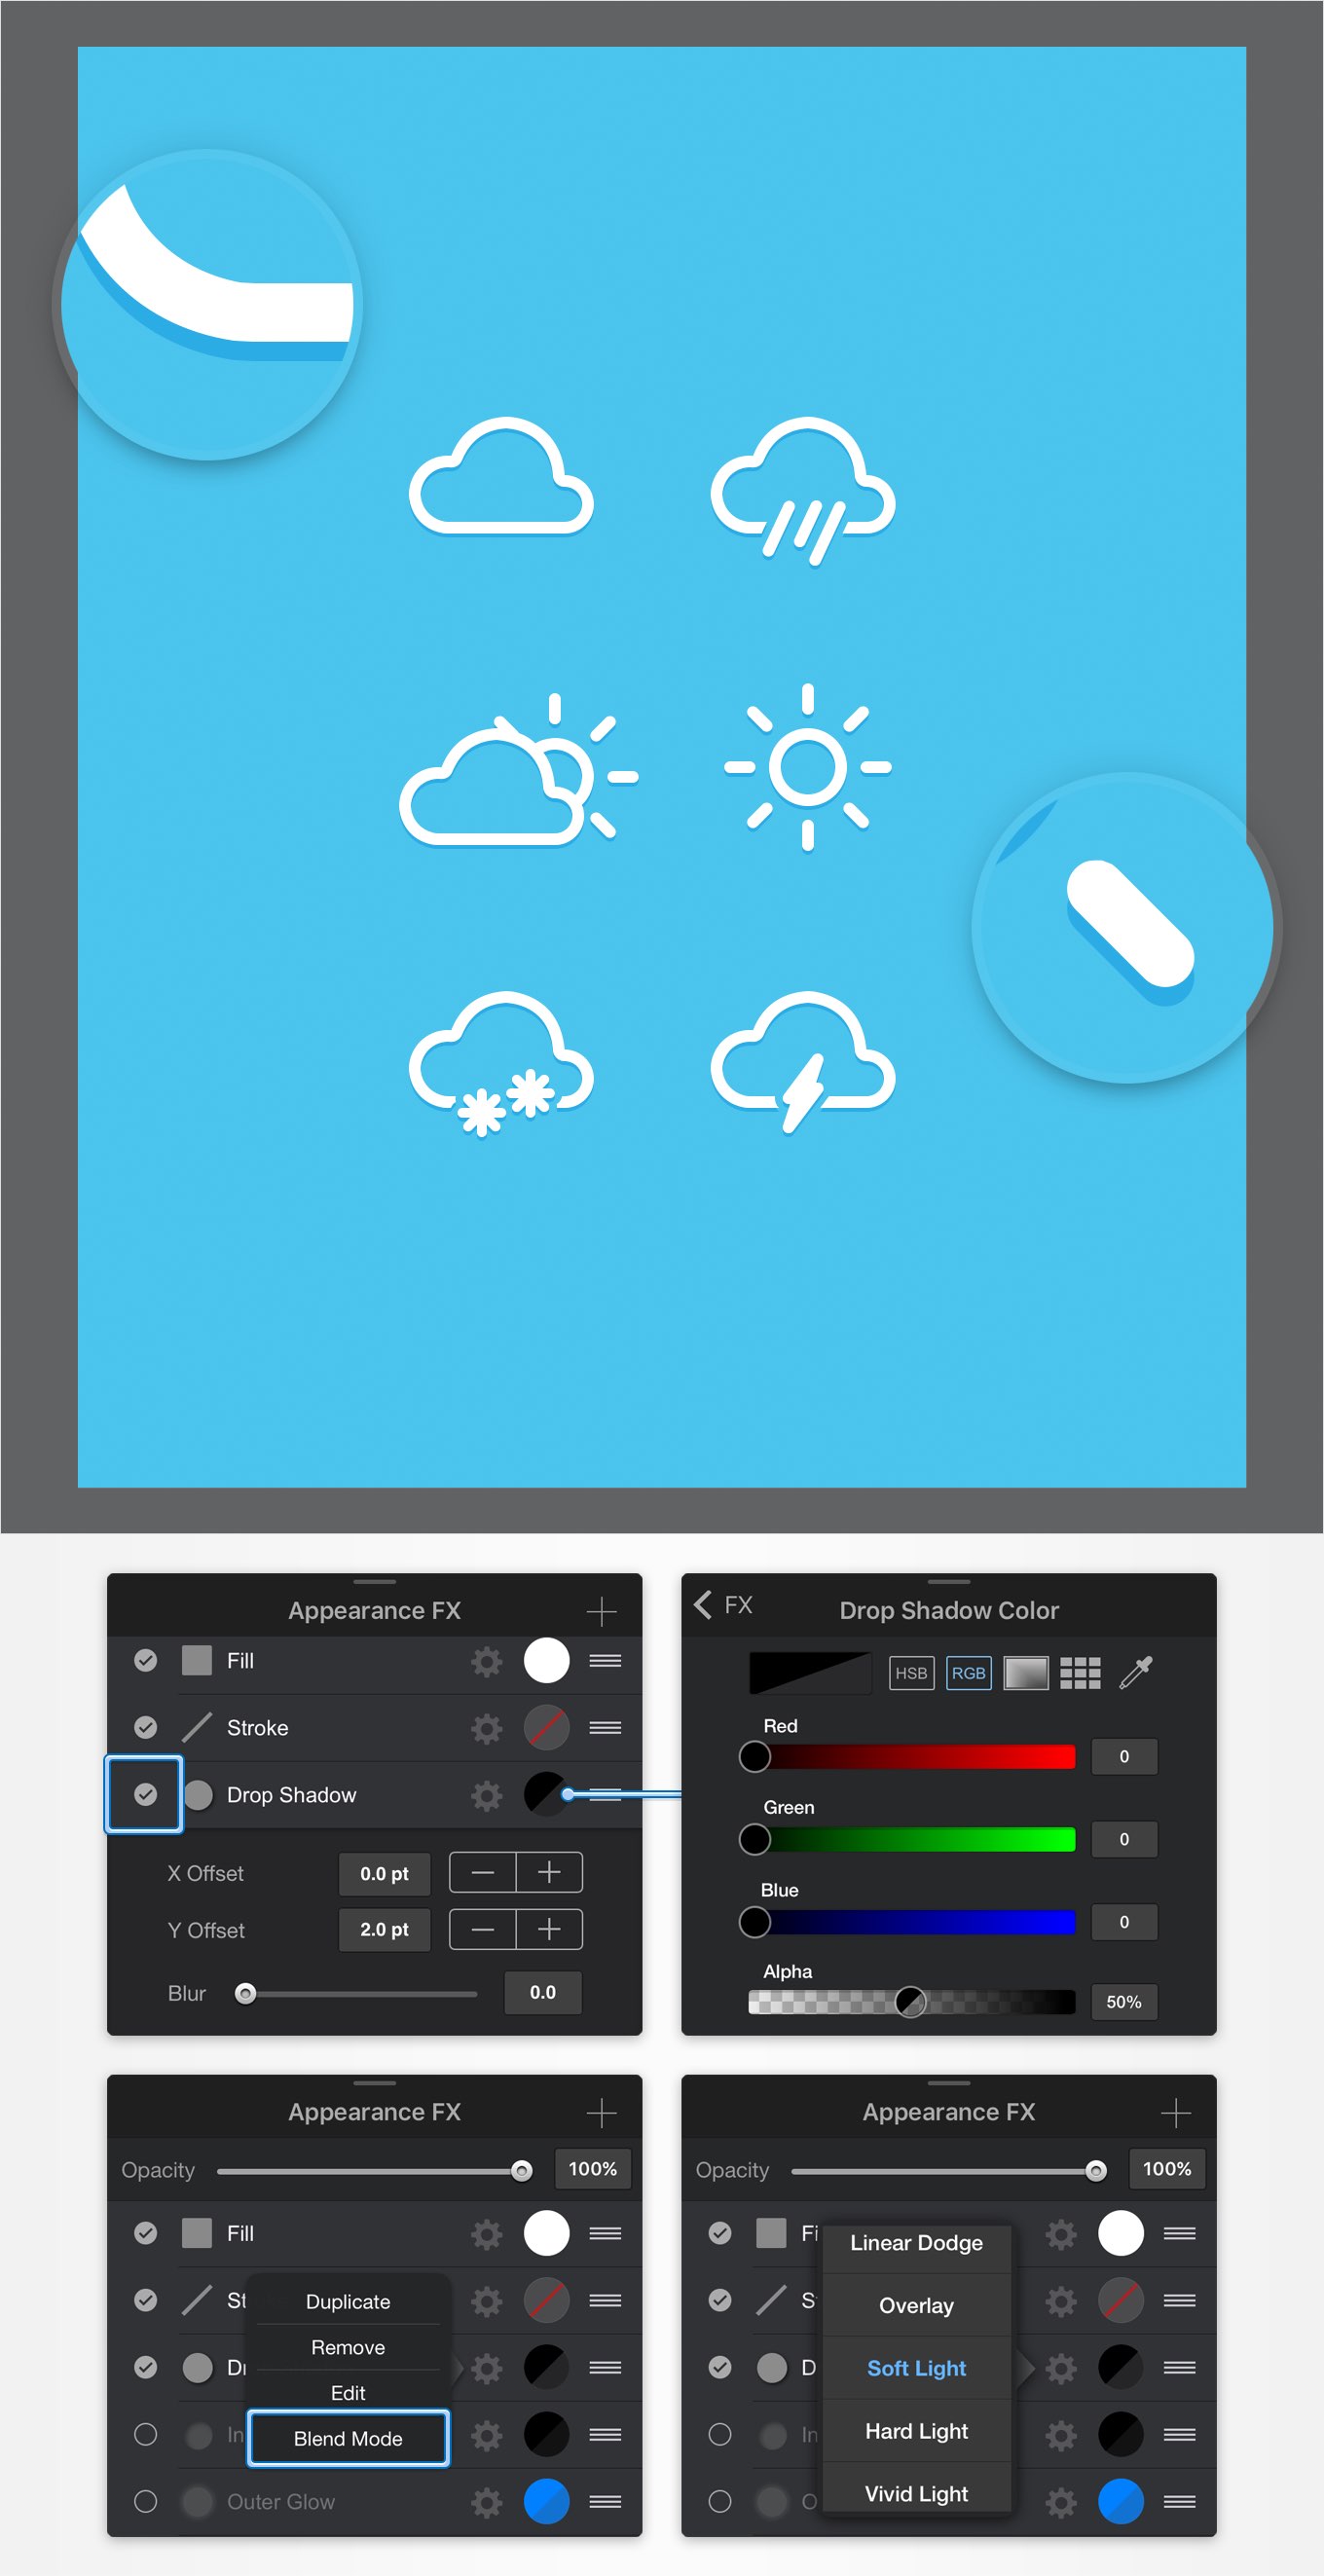 Appearance FX
Fill
Stroke
Drop Shadow
X Offset 0.0 pt
Y Offset 2.0 pt
Blur 0.0
FX Drop Shadow Color
HSB RGB
Red
0
Green
0
Blue
0
Alpha
50%
Appearance FX
Opacity 100%
Fill
St
Duplicate
Remove
Dr
Edit
In
Blend Mode
Outer Glow
Appearance FX
Opacity 100%
Fi
Linear Dodge
S
Overlay
D
Soft Light
In
Hard Light
O
Vivid Light